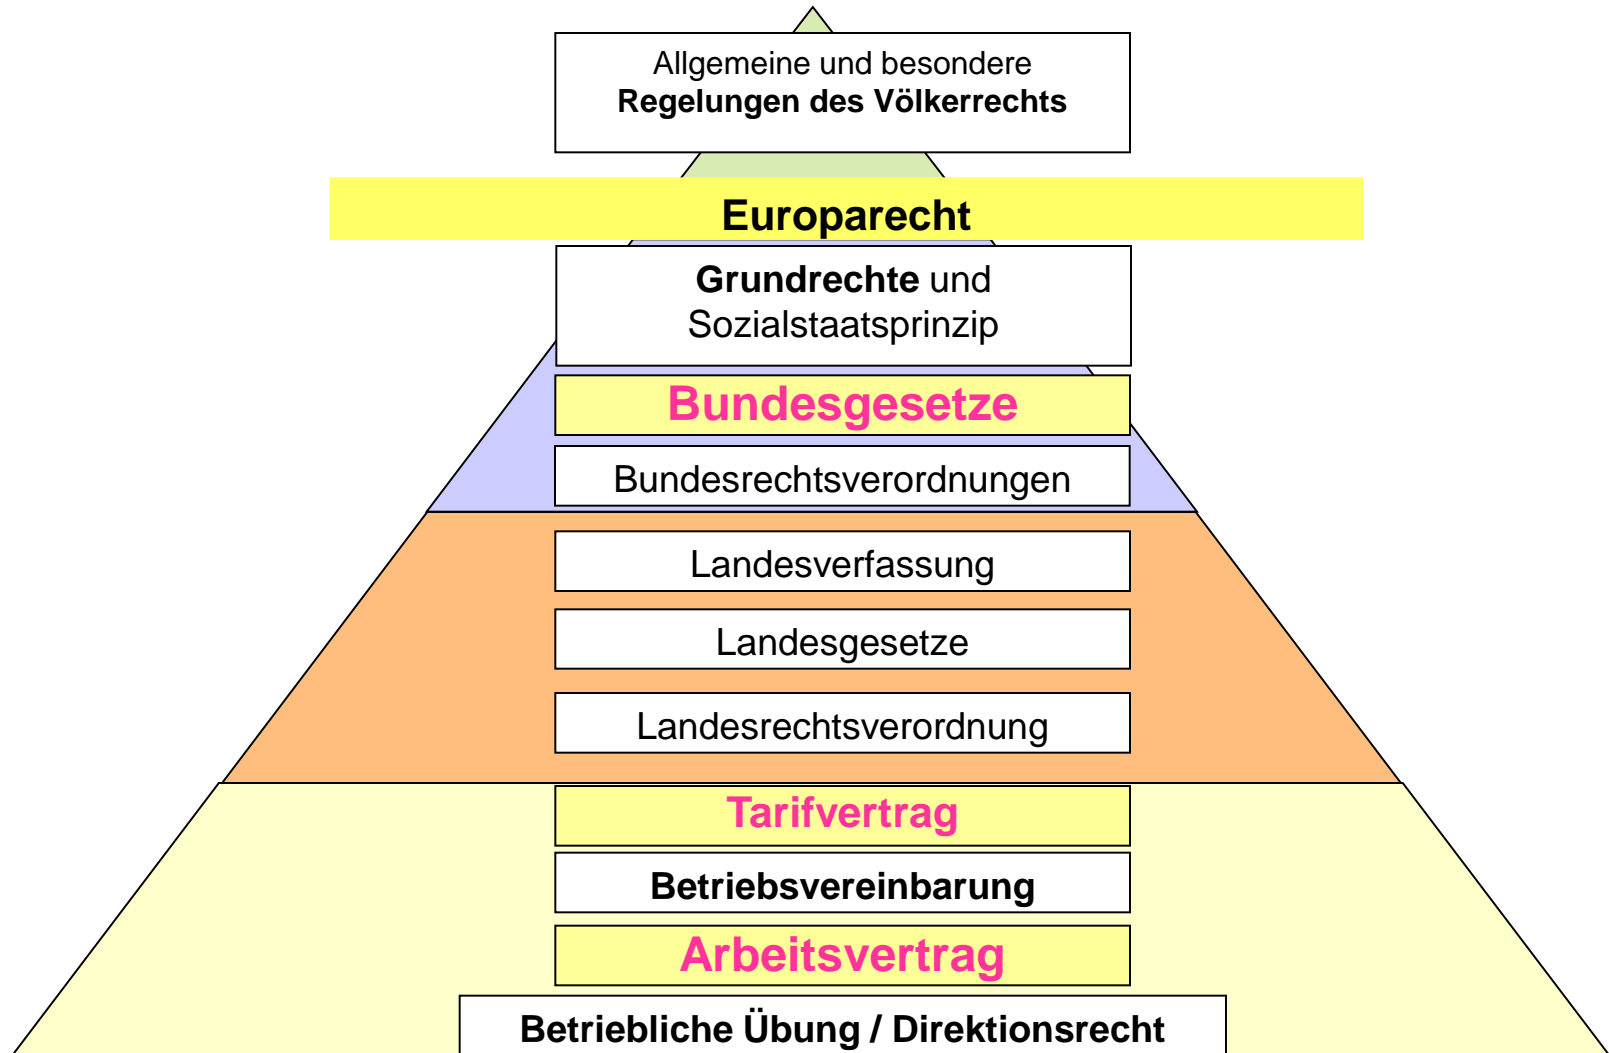 Allgemeine und besondere
Regelungen des Völkerrechts
Europarecht
Grundrechte und
Sozialstaatsprinzip
Bundesgesetze
Bundesrechtsverordnungen
Landesverfassung
Landesgesetze
Landesrechtsverordnung
Tarifvertrag
Betriebsvereinbarung
Arbeitsvertrag
Betriebliche Übung / Direktionsrecht